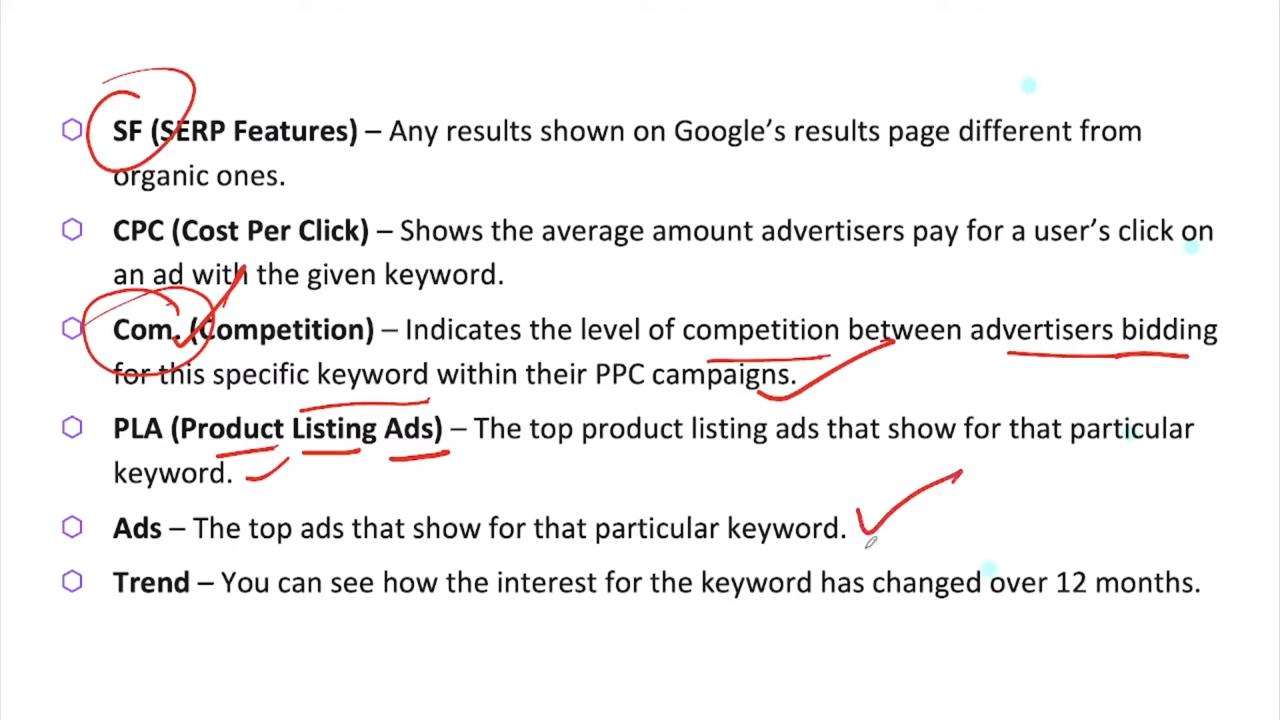 SF (SERP Features) – Any results shown on Google’s results page different from
organic ones.
CPC (Cost Per Click) – Shows the average amount advertisers pay for a user’s click on
an ad with the given keyword.
Com. (Competition) – Indicates the level of competition between advertisers bidding
for this specific keyword within their PPC campaigns.
PLA (Product Listing Ads) – The top product listing ads that show for that particular
keyword.
Ads – The top ads that show for that particular keyword.
Trend – You can see how the interest for the keyword has changed over 12 months.